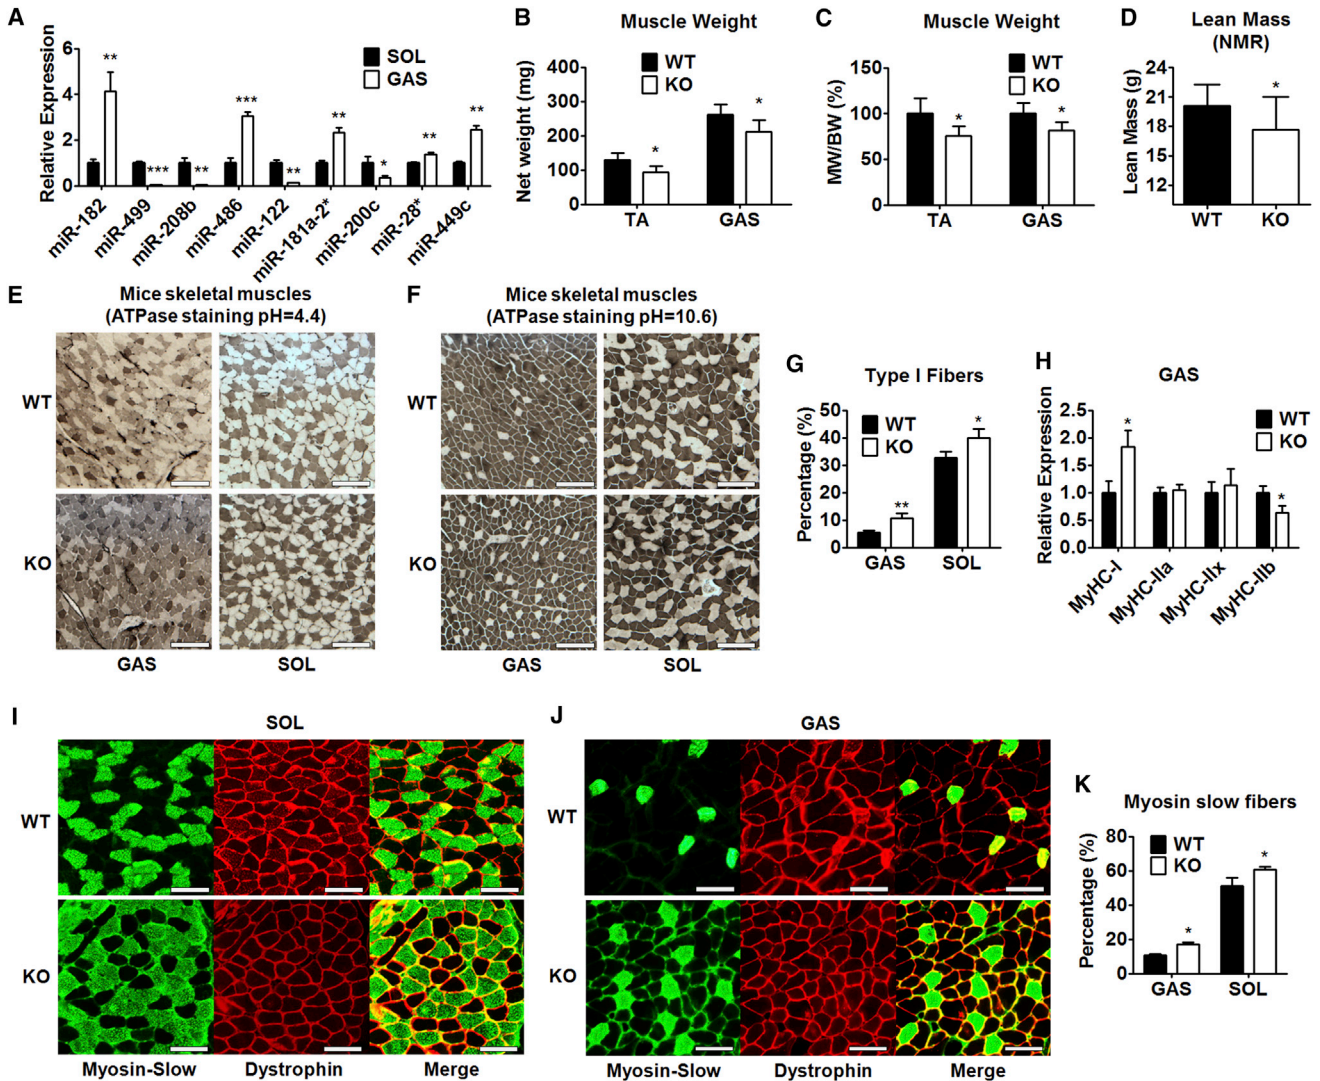 A
Relative Expression
6
4
2
0
SOL
GAS
**
***
**
***
**
**
*
**
**
miR-182
miR-499
miR-208b
miR-486
miR-122
miR-181a-2*
miR-200c
miR-28*
miR-449c
B
Muscle Weight
Net weight (mg)
400
300
200
100
0
WT
KO
*
*
TA
GAS
C
Muscle Weight
MW/BW (%)
150
100
50
0
WT
KO
*
*
TA
GAS
D
Lean Mass
(NMR)
Lean Mass (g)
24
21
18
15
12
*
WT
KO
E
Mice skeletal muscles
(ATPase staining pH=4.4)
WT
KO
GAS
SOL
F
Mice skeletal muscles
(ATPase staining pH=10.6)
WT
KO
GAS
SOL
G
Type I Fibers
Percentage (%)
50
40
30
20
10
0
WT
KO
**
*
GAS
SOL
H
GAS
Relative Expression
2.5
2.0
1.5
1.0
0.5
0.0
WT
KO
*
*
MyHC-I
MyHC-IIa
MyHC-IIx
MyHC-IIb
I
SOL
WT
KO
Myosin-Slow
Dystrophin
Merge
J
GAS
WT
KO
Myosin-Slow
Dystrophin
Merge
K
Myosin slow fibers
Percentage (%)
80
60
40
20
0
WT
KO
*
*
GAS
SOL